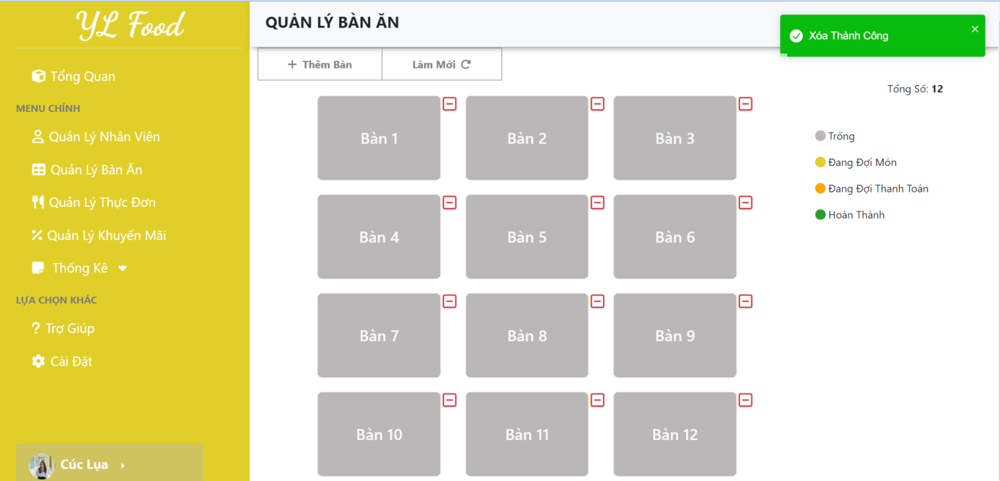 YL Food
Tổng Quan
MENU CHÍNH
Quản Lý Nhân Viên
Quản Lý Bàn Ăn
Quản Lý Thực Đơn
Quản Lý Khuyến Mãi
Thống Kê
LỰA CHỌN KHÁC
Trợ Giúp
Cài Đặt
Cúc Lụa
QUẢN LÝ BÀN ĂN
Xóa Thành Công
+ Thêm Bàn
Làm Mới
Tổng Số: 12
Bàn 1
Bàn 2
Bàn 3
Bàn 4
Bàn 5
Bàn 6
Bàn 7
Bàn 8
Bàn 9
Bàn 10
Bàn 11
Bàn 12
Trống
Đang Đợi Món
Đang Đợi Thanh Toán
Hoàn Thành